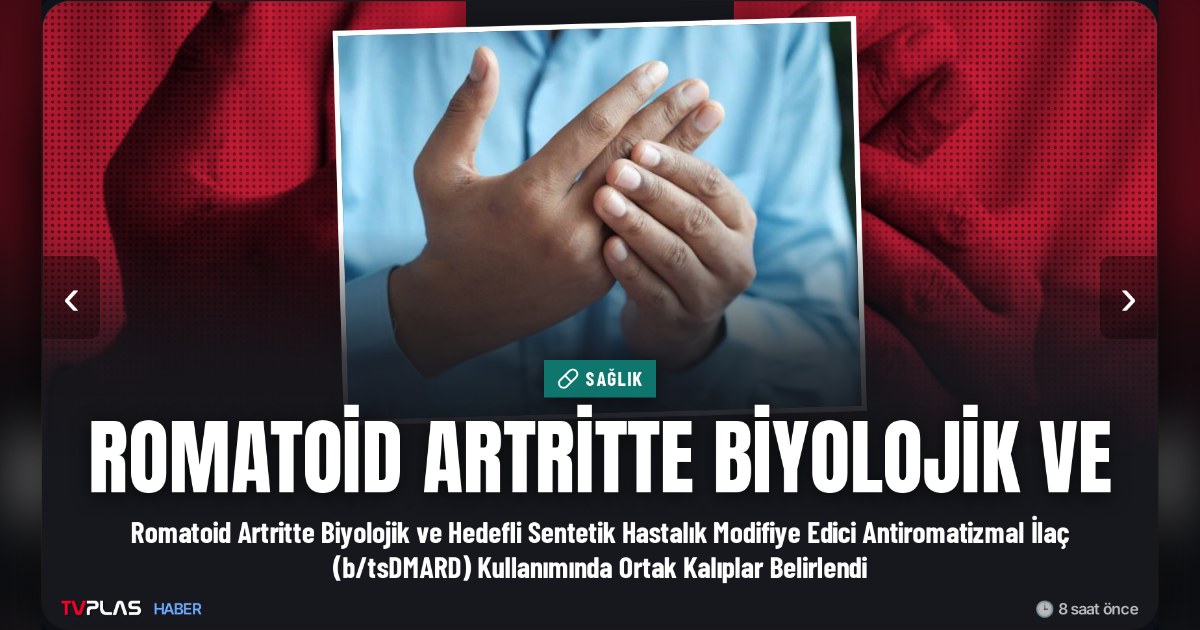 SAĞLIK
ROMATOİD ARTRİTTE BİYOLOJİK VE
Romatoid Artritte Biyolojik ve Hedefli Sentetik Hastalık Modifiye Edici Antiromatizmal İlaç
(b/tsDMARD) Kullanımında Ortak Kalıplar Belirlendi
TVPLAS HABER
8 saat önce